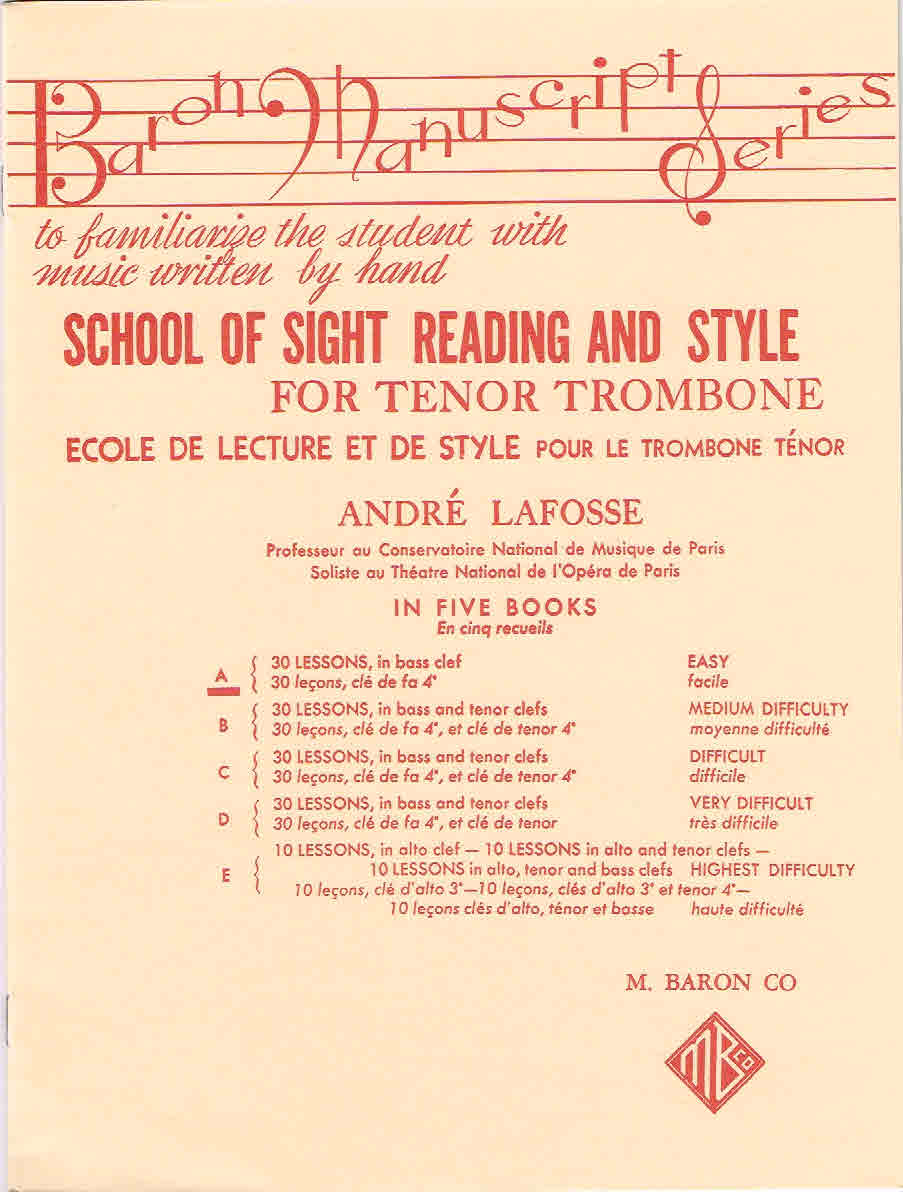 Baron Manuscript Series
to familiarize the student with
music written by hand
SCHOOL OF SIGHT READING AND STYLE
FOR TENOR TROMBONE
ECOLE DE LECTURE ET DE STYLE POUR LE TROMBONE TÉNOR
ANDRÉ LAFOSSE
Professeur au Conservatoire National de Musique de Paris
Soliste au Théatre National de l'Opéra de Paris
IN FIVE BOOKS
En cinq recueils
A { 30 LESSONS, in bass clef EASY
30 leçons, clé de fa 4e facile
B { 30 LESSONS, in bass and tenor clefs MEDIUM DIFFICULTY
30 leçons, clé de fa 4e, et clé de tenor 4e moyenne difficulté
C { 30 LESSONS, in bass and tenor clefs DIFFICULT
30 leçons, clé de fa 4e, et clé de tenor 4e difficile
D { 30 LESSONS, in bass and tenor clefs VERY DIFFICULT
30 leçons, clé de fa 4e, et clé de tenor très difficile
E { 10 LESSONS, in alto clef — 10 LESSONS in alto and tenor clefs —
10 LESSONS in alto, tenor and bass clefs HIGHEST DIFFICULTY
10 leçons, clé d'alto 3e—10 leçons, clés d'alto 3e et tenor 4e—
10 leçons clés d'alto, ténor et basse haute difficulté
M. BARON CO
MB CO